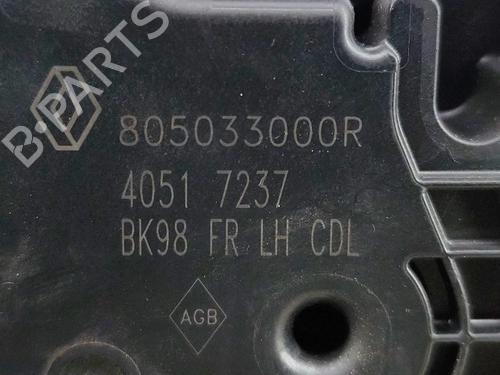 B-PARTS
805033000R
4051 7237
BK98 FR LH CDL
AGB